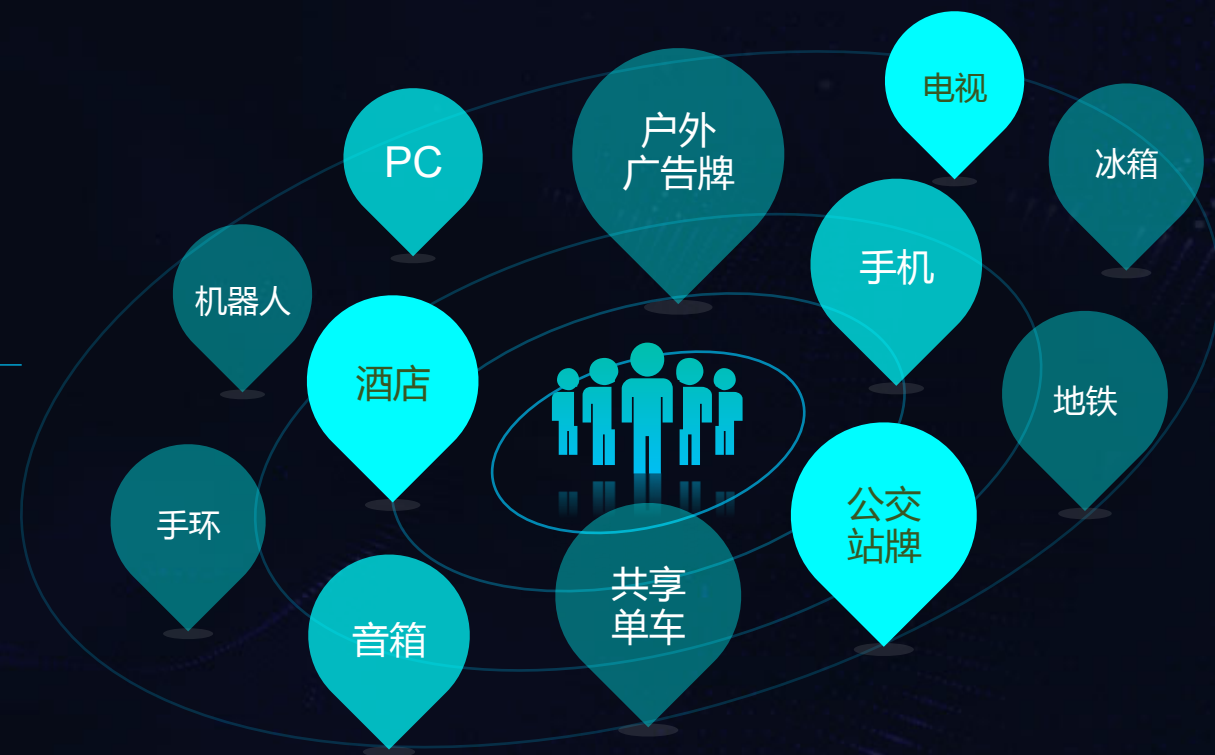 电视
PC
户外
广告牌
冰箱
手机
机器人
酒店
地铁
手环
公交
站牌
共享
单车
音箱